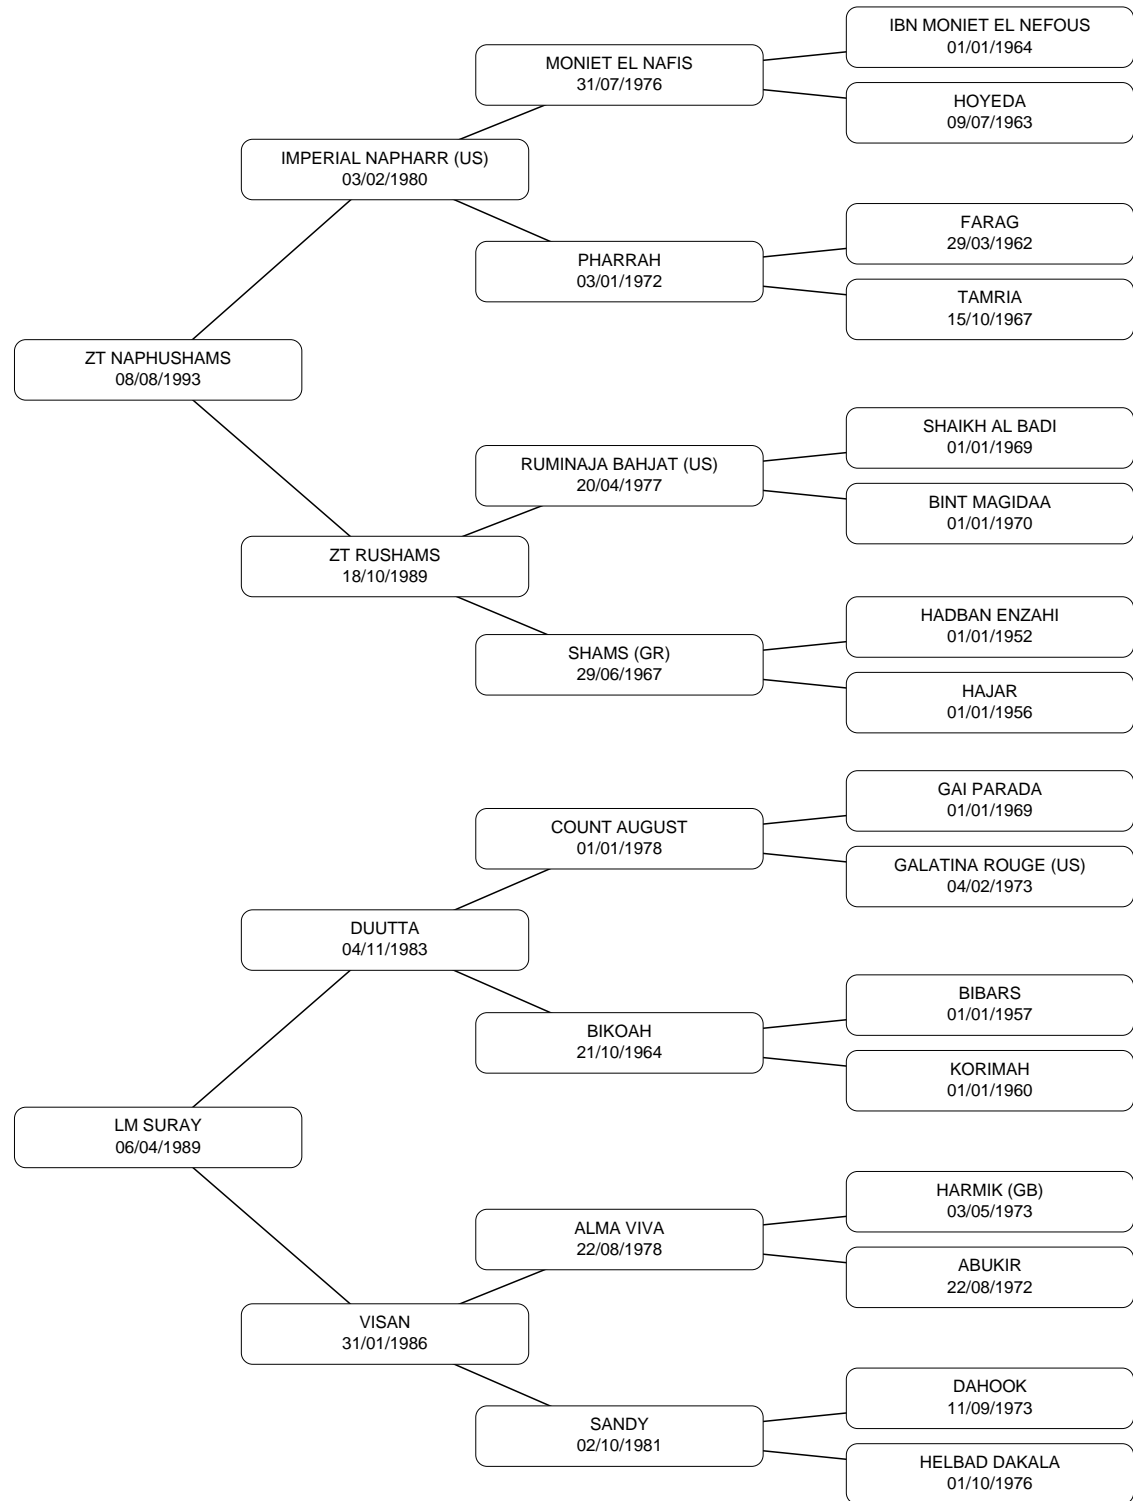 IBN MONIET EL NEFOUS
01/01/1964
MONIET EL NAFIS
31/07/1976
HOYEDA
09/07/1963
IMPERIAL NAPHARR (US)
03/02/1980
FARAG
29/03/1962
PHARRAH
03/01/1972
TAMRIA
15/10/1967
ZT NAPHUSHAMS
08/08/1993
SHAIKH AL BADI
01/01/1969
RUMINAJA BAHJAT (US)
20/04/1977
BINT MAGIDAA
01/01/1970
ZT RUSHAMS
18/10/1989
HADBAN ENZAHI
01/01/1952
SHAMS (GR)
29/06/1967
HAJAR
01/01/1956
GAI PARADA
01/01/1969
COUNT AUGUST
01/01/1978
GALATINA ROUGE (US)
04/02/1973
DUUTTA
04/11/1983
BIBARS
01/01/1957
BIKOAH
21/10/1964
KORIMAH
01/01/1960
LM SURAY
06/04/1989
HARMIK (GB)
03/05/1973
ALMA VIVA
22/08/1978
ABUKIR
22/08/1972
VISAN
31/01/1986
DAHOOK
11/09/1973
SANDY
02/10/1981
HELBAD DAKALA
01/10/1976